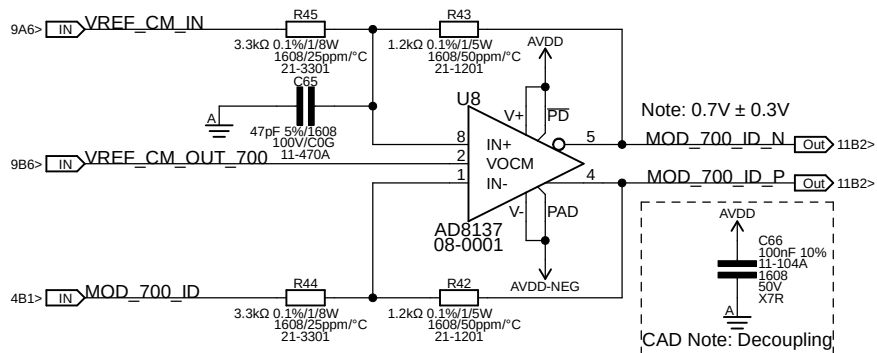 R45
R43
9A6> IN VREF_CM_IN
3.3kΩ 0.1%/1/8W
1608/25ppm/°C
21-3301
1.2kΩ 0.1%/1/5W
1608/50ppm/°C
21-1201
AVDD
C65
A
47pF 5%/1608
100V/C0G
11-470A
U8
V+
PD
Note: 0.7V ± 0.3V
8 IN+
5 MOD_700_ID_N Out 11B2>
9B6> IN VREF_CM_OUT_700
2 VOCM
1 IN-
4 MOD_700_ID_P Out 11B2>
V-
PAD
AD8137
08-0001
AVDD-NEG
AVDD
C66
100nF 10%
11-104A
1608
50V
X7R
A
CAD Note: Decoupling
R44
R42
4B1> IN MOD_700_ID
3.3kΩ 0.1%/1/8W
1608/25ppm/°C
21-3301
1.2kΩ 0.1%/1/5W
1608/50ppm/°C
21-1201